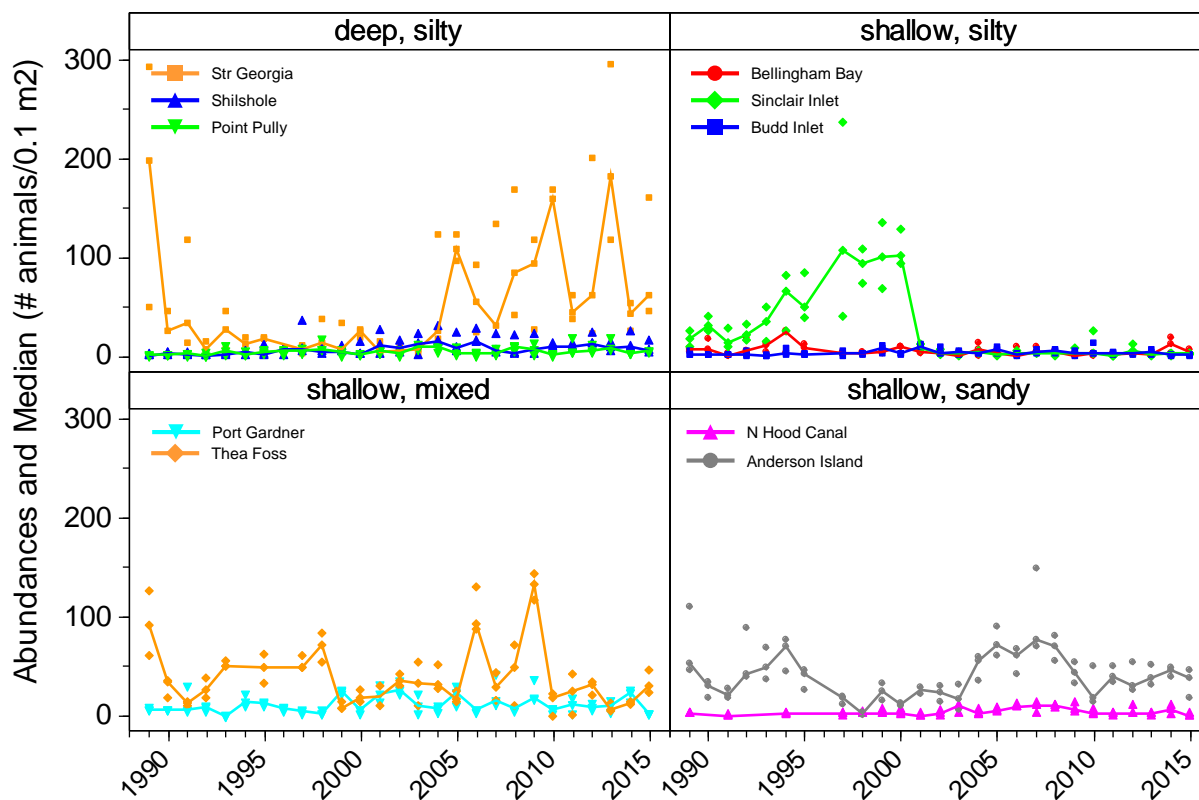 Abundances and Median (# animals/0.1 m2)
deep, silty
300
200
100
0
Str Georgia
Shilshole
Point Pully
shallow, silty
Bellingham Bay
Sinclair Inlet
Budd Inlet
shallow, mixed
300
200
100
0
Port Gardner
Thea Foss
1990
1995
2000
2005
2010
2015
shallow, sandy
N Hood Canal
Anderson Island
1990
1995
2000
2005
2010
2015